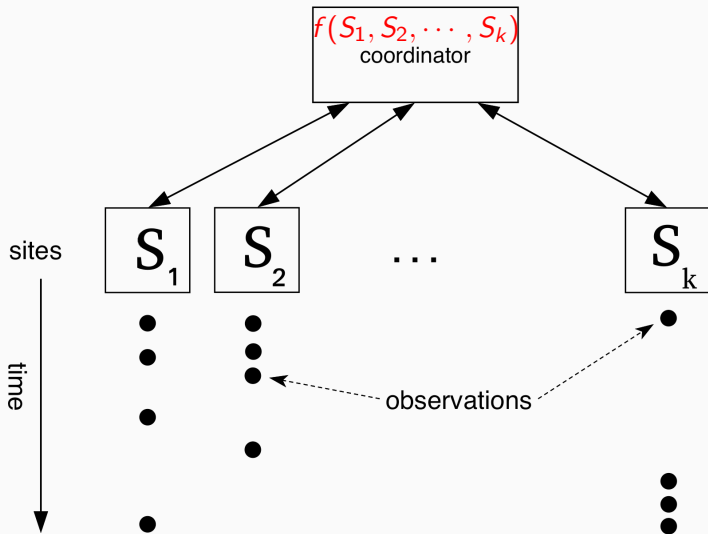 f(S₁, S₂, ⋯ , Sₖ)
coordinator
sites
S₁
S₂
...
Sₖ
time
observations